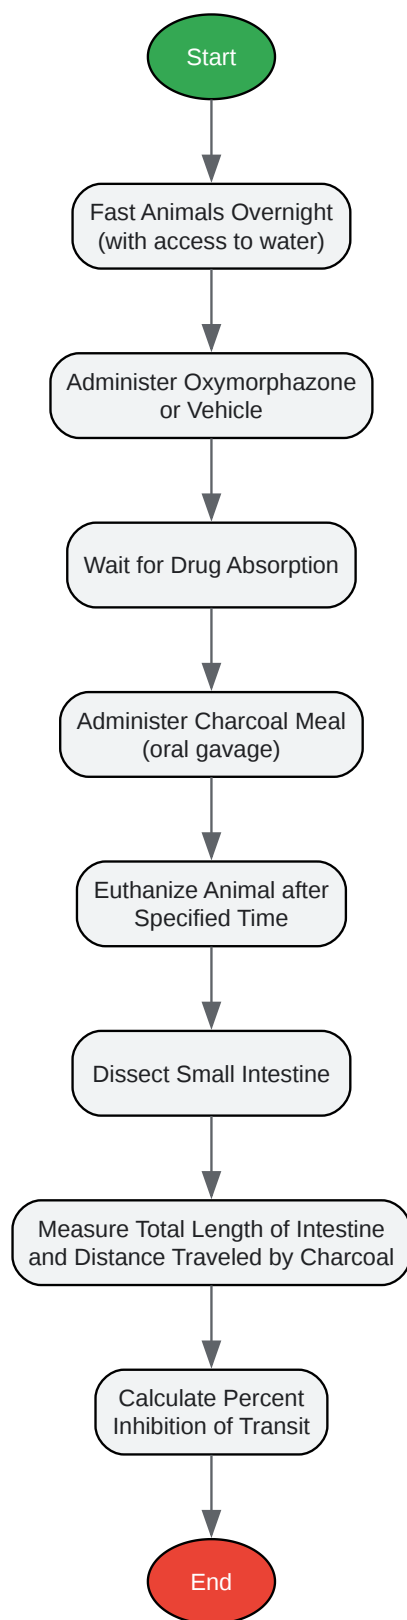 Start
Fast Animals Overnight
(with access to water)
Administer Oxymorphazone
or Vehicle
Wait for Drug Absorption
Administer Charcoal Meal
(oral gavage)
Euthanize Animal after
Specified Time
Dissect Small Intestine
Measure Total Length of Intestine
and Distance Traveled by Charcoal
Calculate Percent
Inhibition of Transit
End